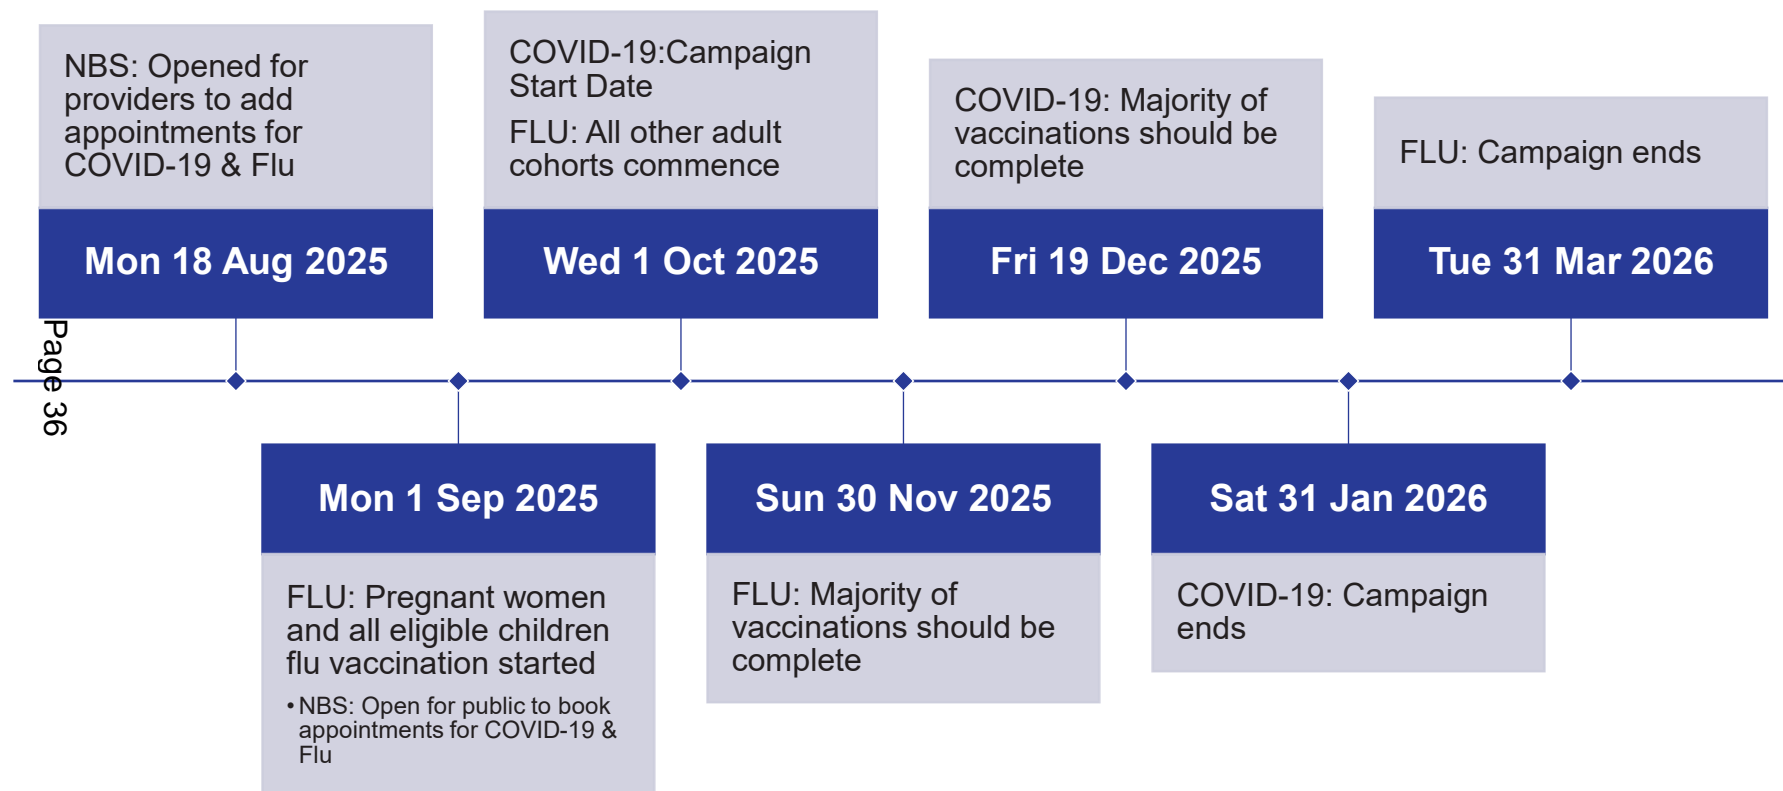 NBS: Opened for
providers to add
appointments for
COVID-19 & Flu
Mon 18 Aug 2025
Mon 1 Sep 2025
FLU: Pregnant women
and all eligible children
flu vaccination started
•NBS: Open for public to book
appointments for COVID-19 &
Flu
COVID-19:Campaign
Start Date
FLU: All other adult
cohorts commence
Wed 1 Oct 2025
Sun 30 Nov 2025
FLU: Majority of
vaccinations should be
complete
COVID-19: Majority of
vaccinations should be
complete
Fri 19 Dec 2025
Sat 31 Jan 2026
COVID-19: Campaign
ends
FLU: Campaign ends
Tue 31 Mar 2026
Page 36